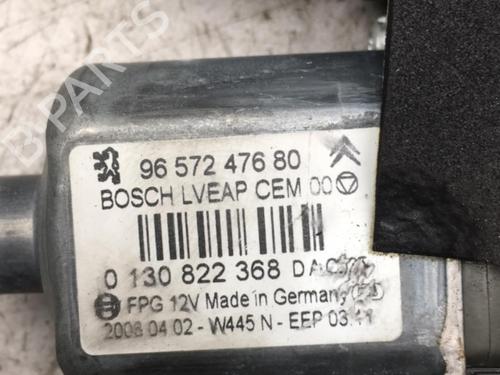 96 572 476 80
BOSCH LVEAP CEM 00
0 130 822 368
FPG 12V Made in Germany
2008 04 02 - W445 N - EEP 03.11